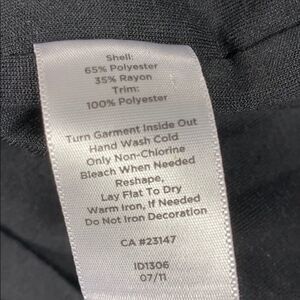 Shell:
65% Polyester
35% Rayon
Trim:
100% Polyester
Turn Garment Inside Out
Hand Wash Cold
Only Non-Chlorine
Bleach When Needed
Reshape,
Lay Flat To Dry
Warm Iron, If Needed
Do Not Iron Decoration
CA #23147
ID1306
07/11